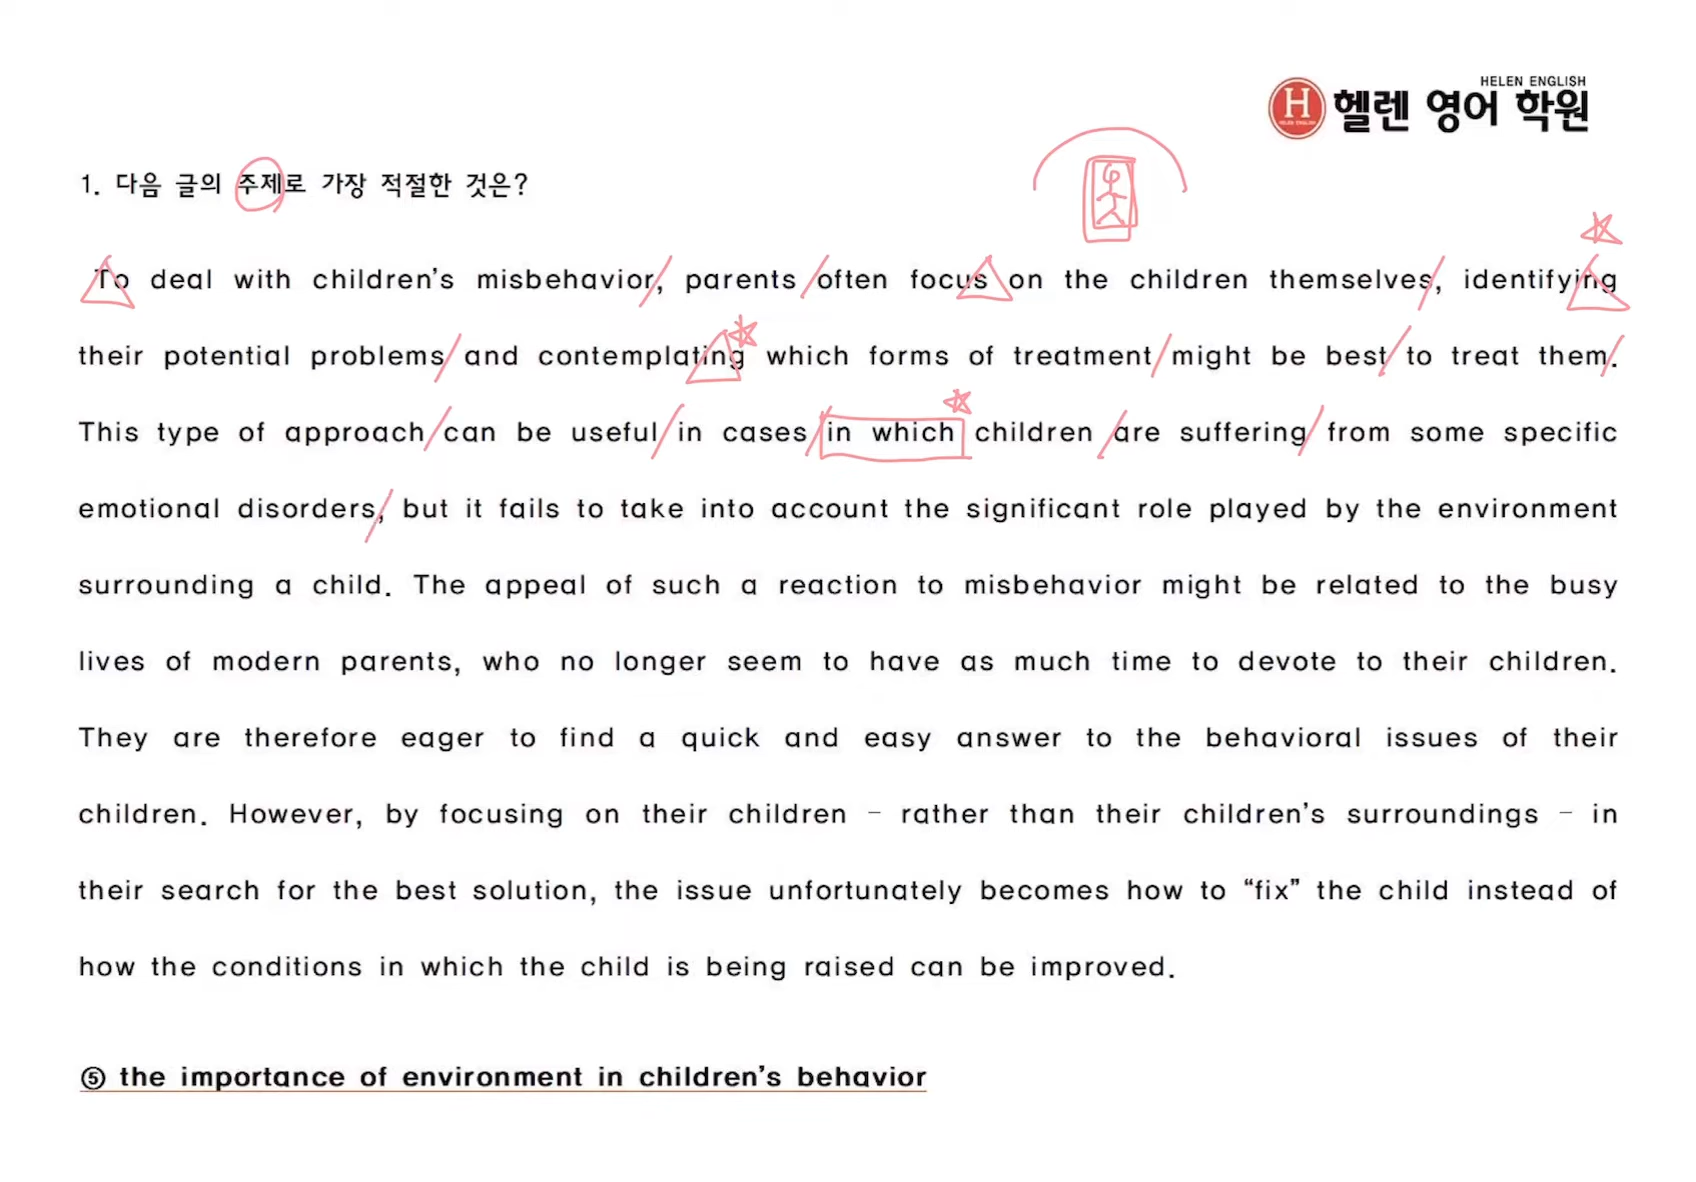 HELEN ENGLISH
H 헬렌 영어 학원
1. 다음 글의 주제로 가장 적절한 것은?
To deal with children's misbehavior, parents often focus on the children themselves, identifying
their potential problems and contemplating which forms of treatment might be best to treat them.
This type of approach can be useful in cases in which children are suffering from some specific
emotional disorders, but it fails to take into account the significant role played by the environment
surrounding a child. The appeal of such a reaction to misbehavior might be related to the busy
lives of modern parents, who no longer seem to have as much time to devote to their children.
They are therefore eager to find a quick and easy answer to the behavioral issues of their
children. However, by focusing on their children – rather than their children's surroundings – in
their search for the best solution, the issue unfortunately becomes how to “fix” the child instead of
how the conditions in which the child is being raised can be improved.
⑤ the importance of environment in children's behavior